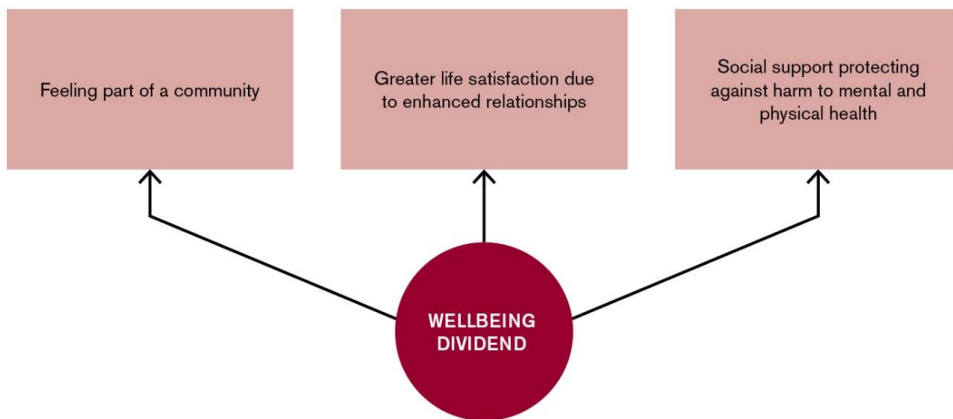 Feeling part of a community
Greater life satisfaction due
to enhanced relationships
Social support protecting
against harm to mental and
physical health
WELLBEING
DIVIDEND